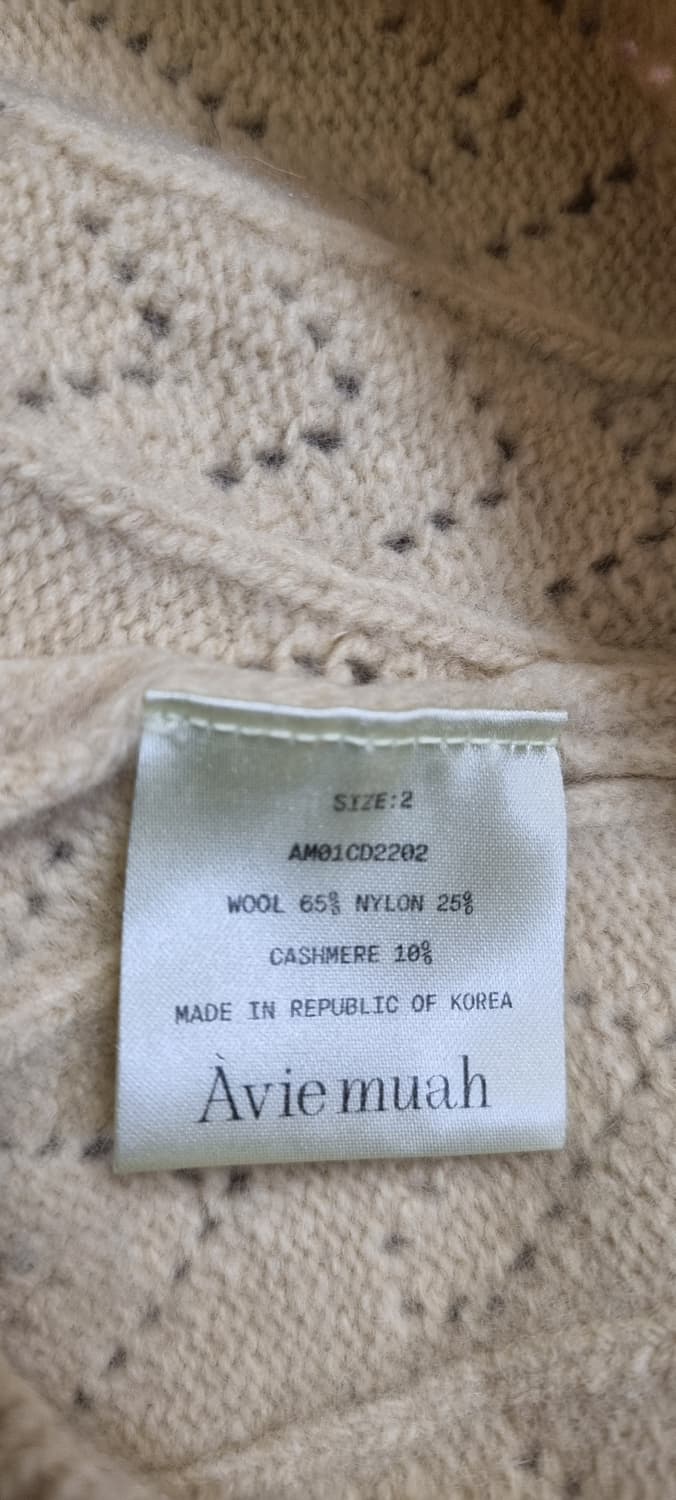 SIZE:2
AM01CD2202
WOOL 65% NYLON 25%
CASHMERE 10%
MADE IN REPUBLIC OF KOREA
Àvie muah